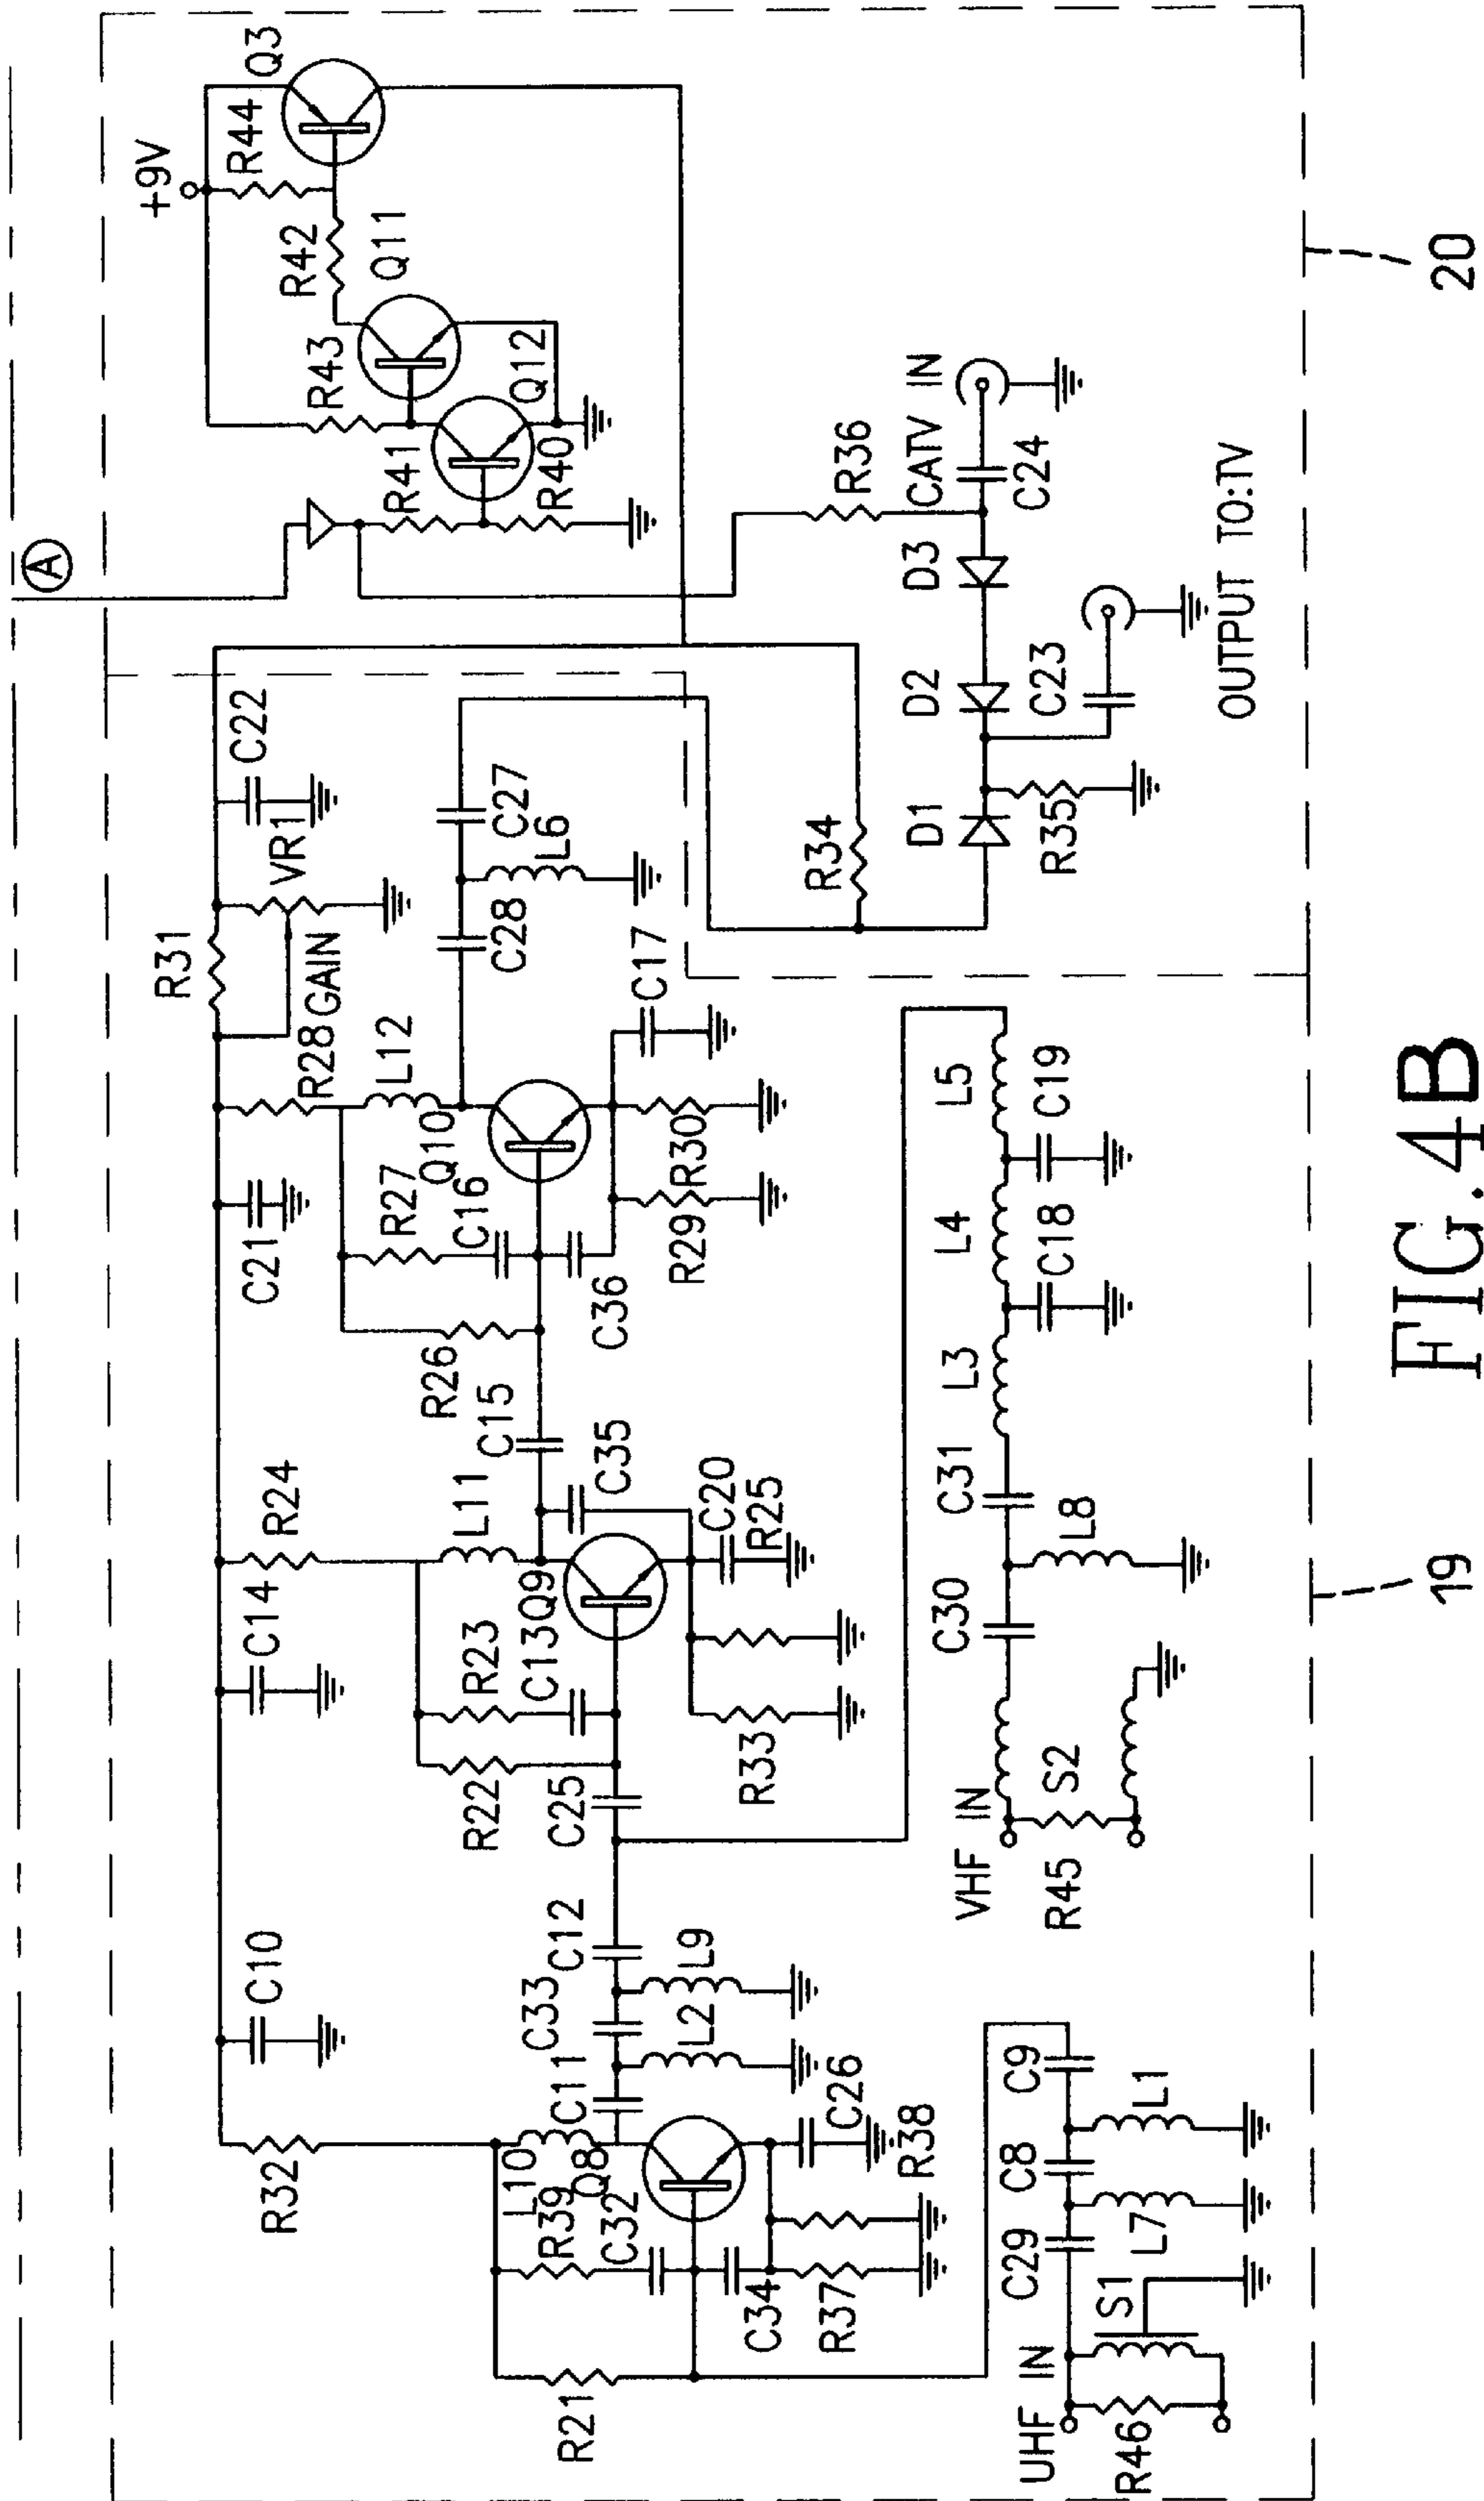 A
+9V
R44
Q3
R42
Q11
R43
Q12
R41
R40
R36
CATV IN
C24
D3
D2
C23
OUTPUT TO:TV
D1
R35
R34
C22
VR1
R31
GAIN
R28
L12
C27
L6
C28
C17
Q10
C21
R27
C16
R30
R29
C36
R26
C15
C35
R24
L11
C20
R25
C14
Q9
C13
R23
R33
R22
C25
L5
C19
L4
C18
L3
C31
L8
C30
S2
VHF IN
R45
C10
C12
L9
C33
L2
C11
C26
R38
R32
L10
Q8
R39
C32
C34
R37
R21
C9
L1
C8
L7
C29
S1
UHF IN
R46
20
19
FIG.4B